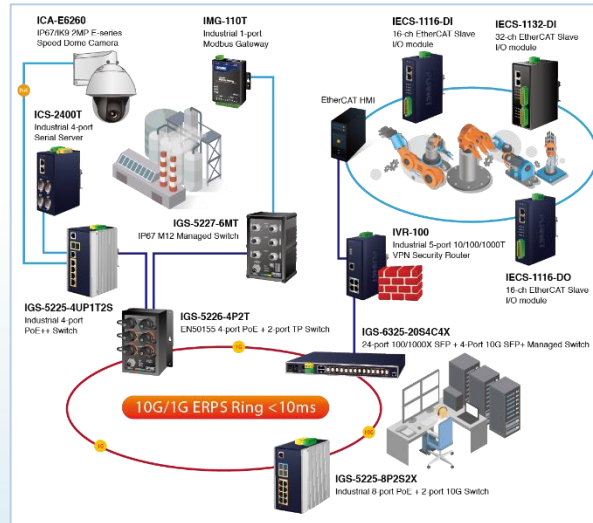 ICA-E6260
IP67/IK9 2MP E-series
Speed Dome Camera
IMG-110T
Industrial 1-port
Modbus Gateway
IECS-1116-DI
16-ch EtherCAT Slave
I/O module
IECS-1132-DI
32-ch EtherCAT Slave
I/O module
PoE
EtherCAT HMI
ICS-2400T
Industrial 4-port
Serial Server
IGS-5227-6MT
IP67 M12 Managed Switch
IVR-100
Industrial 5-port 10/100/1000T
VPN Security Router
IECS-1116-DO
16-ch EtherCAT Slave
I/O module
IGS-5225-4UP1T2S
Industrial 4-port
PoE++ Switch
IGS-5226-4P2T
EN50155 4-port PoE + 2-port TP Switch
IGS-6325-20S4C4X
24-port 100/1000X SFP + 4-Port 10G SFP+ Managed Switch
1G
10G/1G ERPS Ring <10ms
1G
10G
IGS-5225-8P2S2X
Industrial 8-port PoE + 2-port 10G Switch